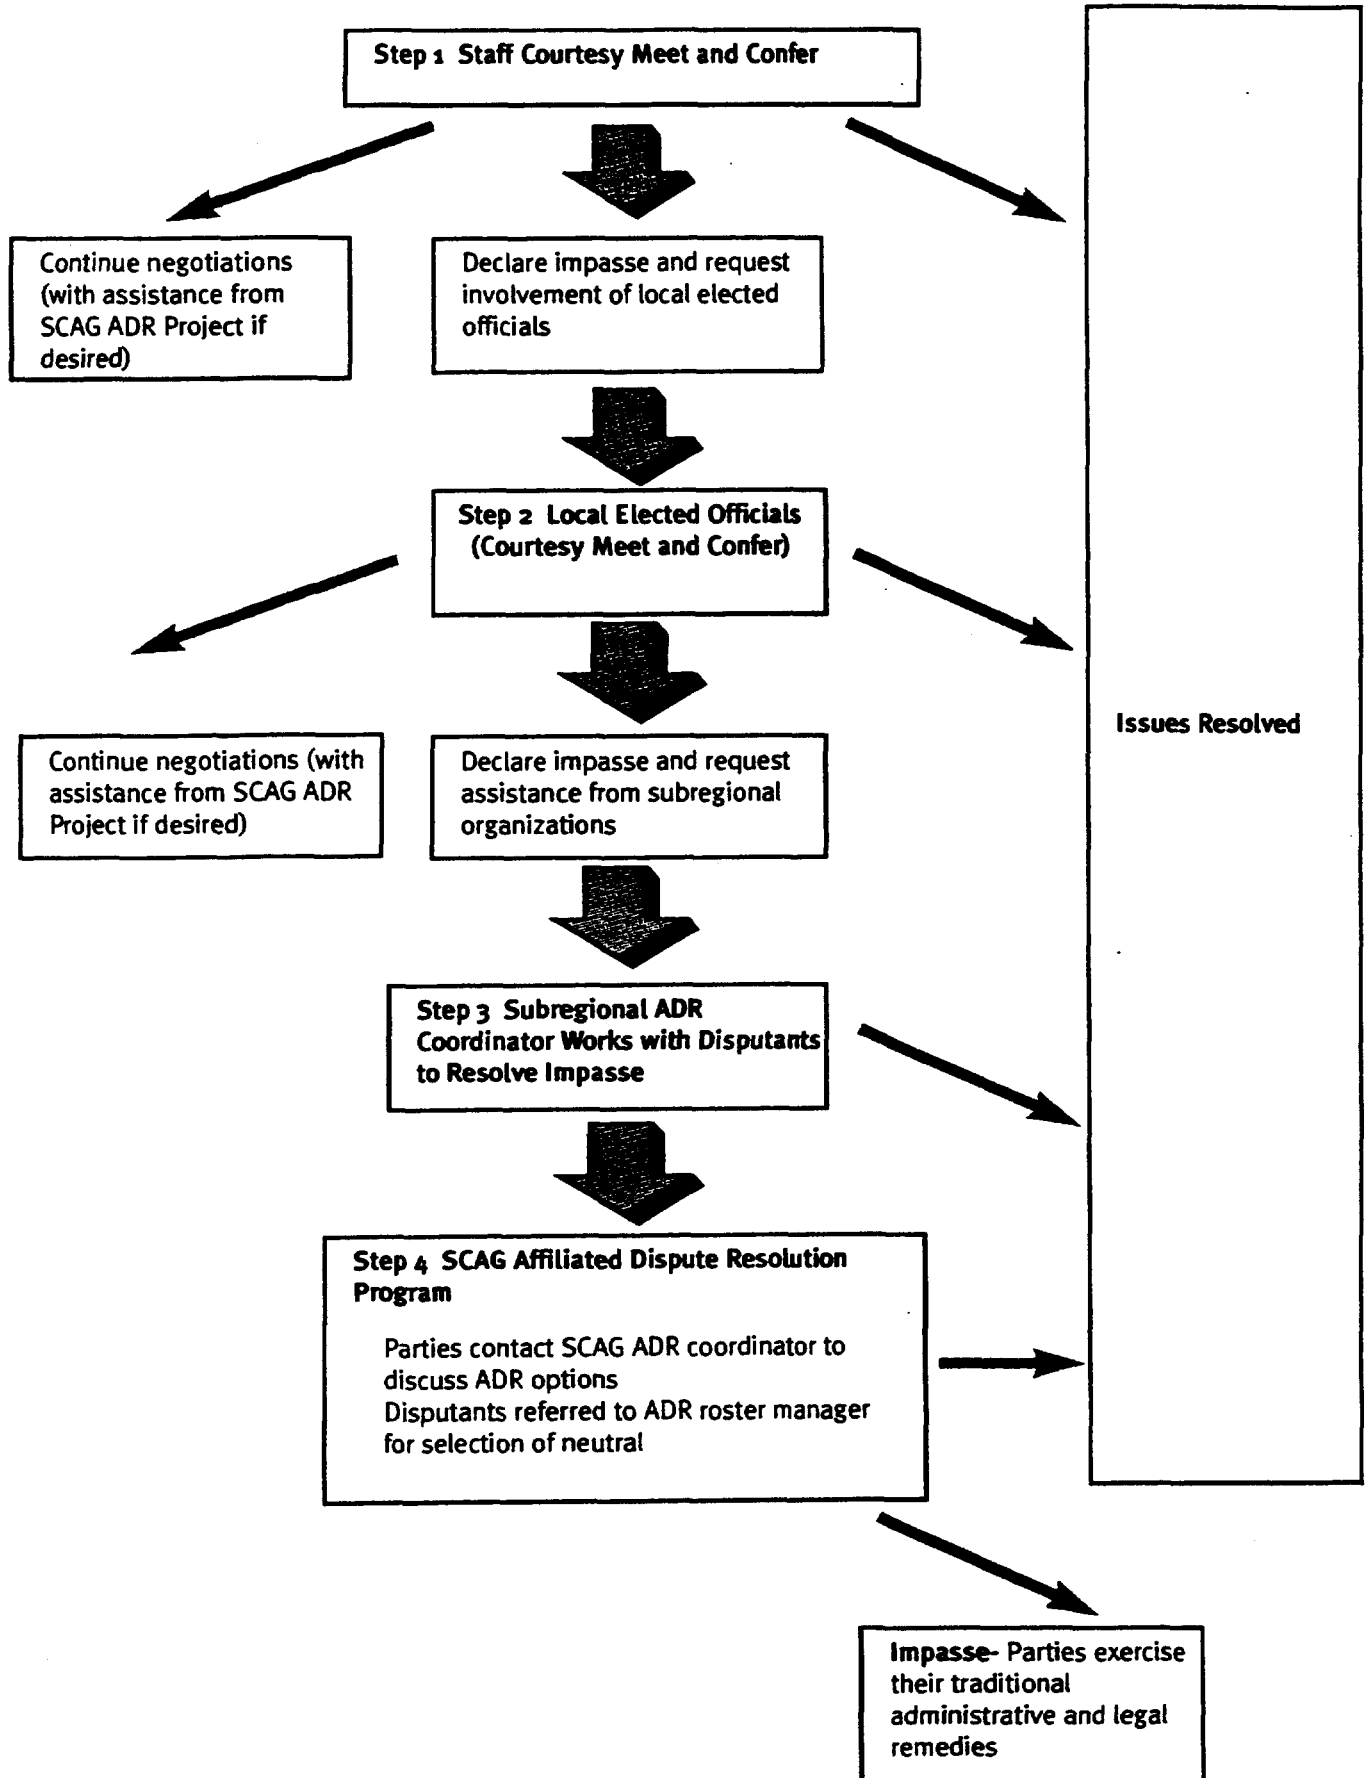 Step 1 Staff Courtesy Meet and Confer
Continue negotiations
(with assistance from
SCAG ADR Project if
desired)
Declare impasse and request
involvement of local elected
officials
Step 2 Local Elected Officials
(Courtesy Meet and Confer)
Issues Resolved
Continue negotiations (with
assistance from SCAG ADR
Project if desired)
Declare impasse and request
assistance from subregional
organizations
Step 3 Subregional ADR
Coordinator Works with Disputants
to Resolve Impasse
Step 4 SCAG Affiliated Dispute Resolution
Program
Parties contact SCAG ADR coordinator to
discuss ADR options
Disputants referred to ADR roster manager
for selection of neutral
Impasse- Parties exercise
their traditional
administrative and legal
remedies